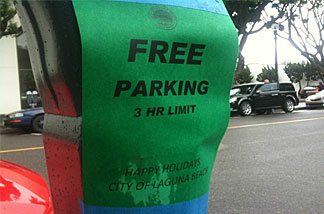 FREE
PARKING
3 HR LIMIT
HAPPY HOLIDAYS
CITY OF LAGUNA BEACH